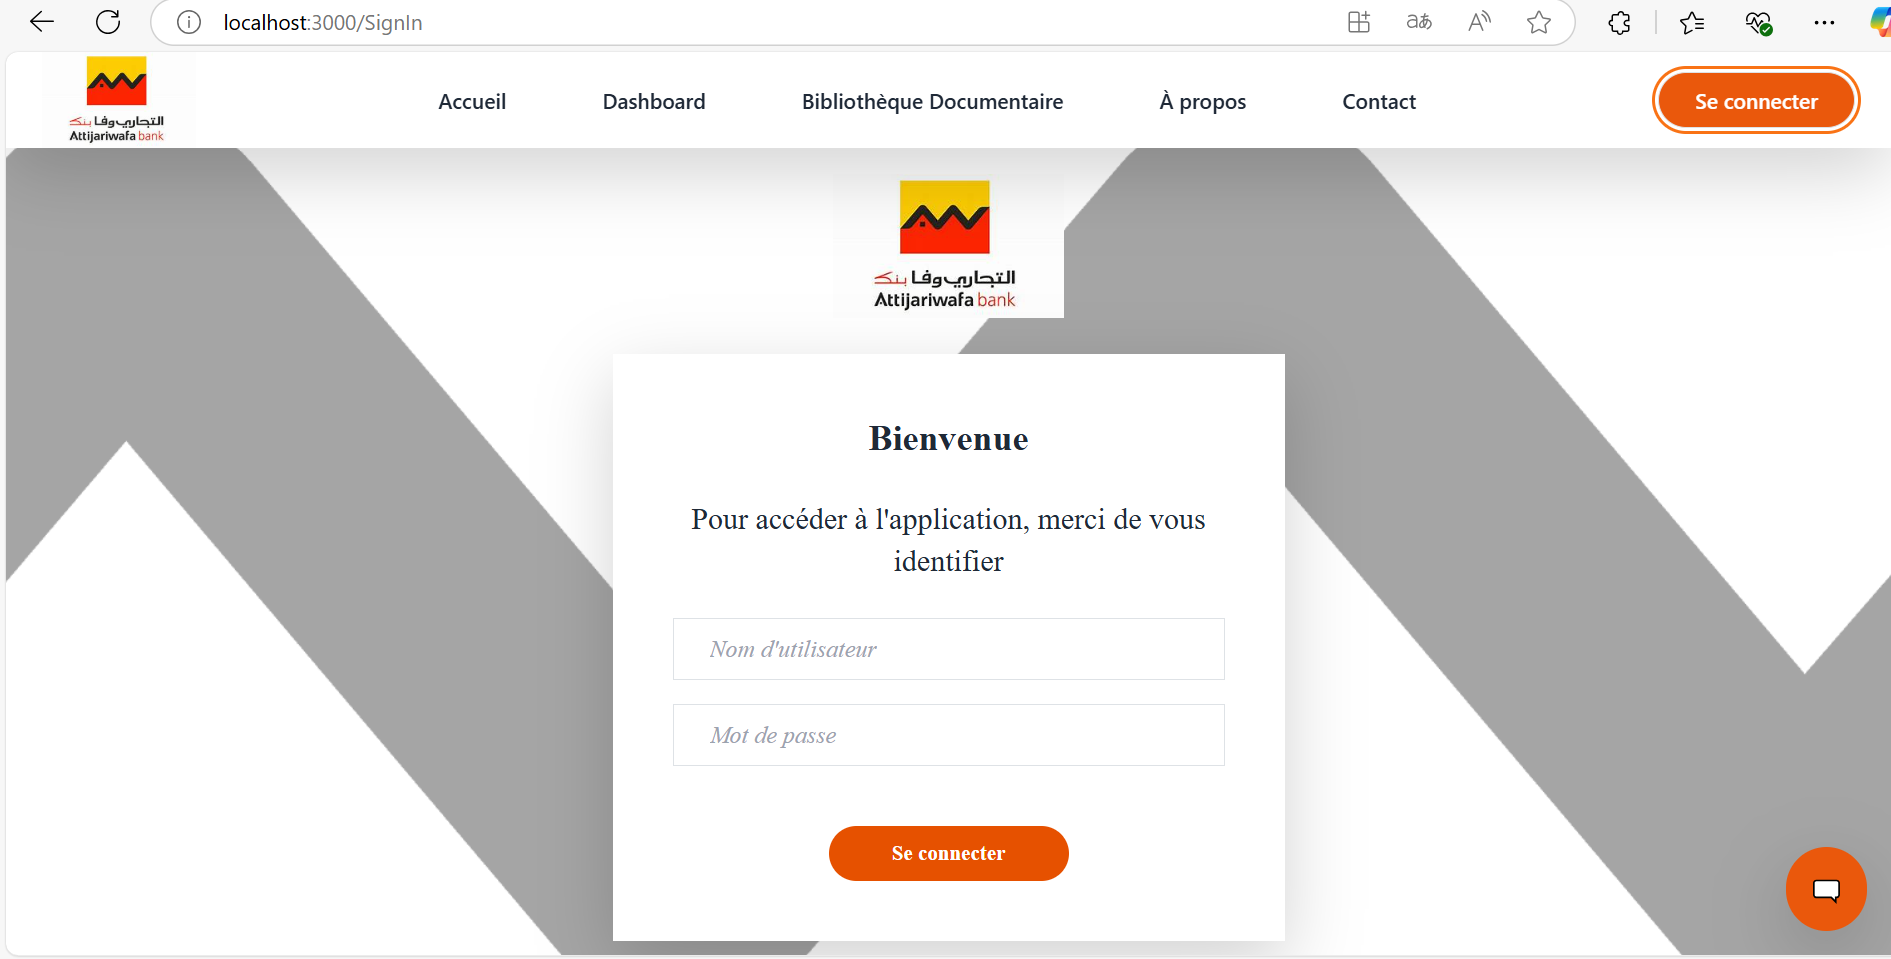 localhost:3000/SignIn
التجاري وفا بنك
Attijariwafa bank
Accueil
Dashboard
Bibliothèque Documentaire
À propos
Contact
Se connecter
التجاري وفا بنك
Attijariwafa bank
Bienvenue
Pour accéder à l'application, merci de vous
identifier
Nom d'utilisateur
Mot de passe
Se connecter